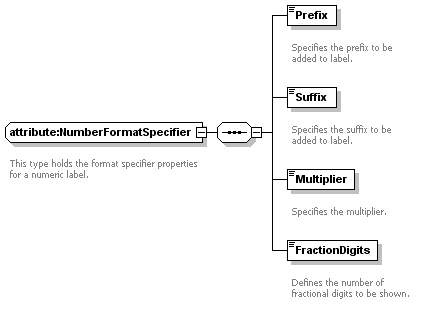 Prefix
Specifies the prefix to be
added to label.
Suffix
Specifies the suffix to be
added to label.
attribute:NumberFormatSpecifier
This type holds the format specifier properties
for a numeric label.
Multiplier
Specifies the multiplier.
FractionDigits
Defines the number of
fractional digits to be shown.